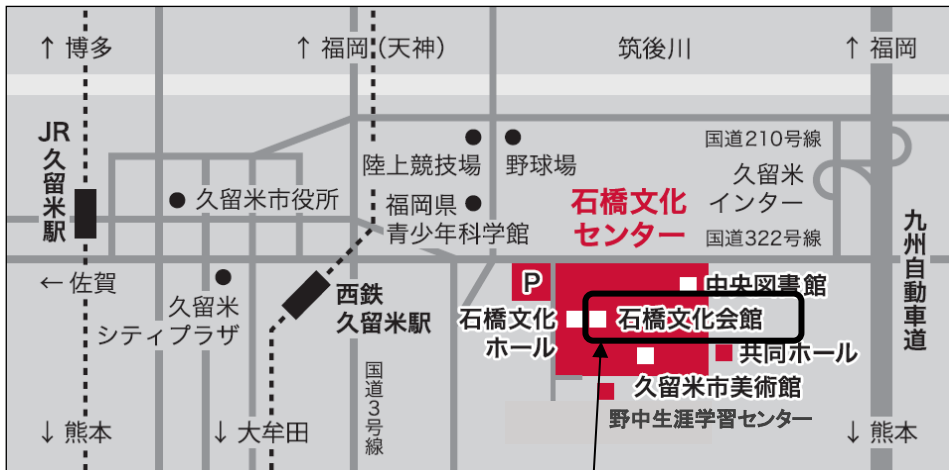 ↑ 博多
↑ 福岡（天神）
筑後川
↑ 福岡
JR
久留米駅
陸上競技場
野球場
国道210号線
久留米
インター
久留米市役所
福岡県
青少年科学館
石橋文化
センター
国道322号線
九州自動車道
← 佐賀
久留米
シティプラザ
西鉄
久留米駅
P
中央図書館
石橋文化
ホール
石橋文化会館
共同ホール
久留米市美術館
野中生涯学習センター
国道3号線
↓ 熊本
↓ 大牟田
↓ 熊本